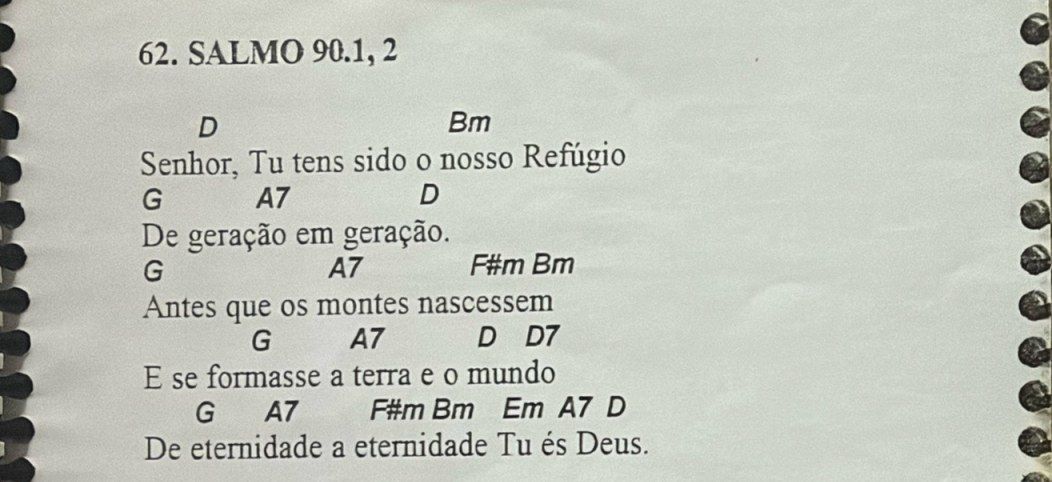 62. SALMO 90.1, 2
D Bm
Senhor, Tu tens sido o nosso Refúgio
G A7 D
De geração em geração.
G A7 F#m Bm
Antes que os montes nascessem
G A7 D D7
E se formasse a terra e o mundo
G A7 F#m Bm Em A7 D
De eternidade a eternidade Tu és Deus.